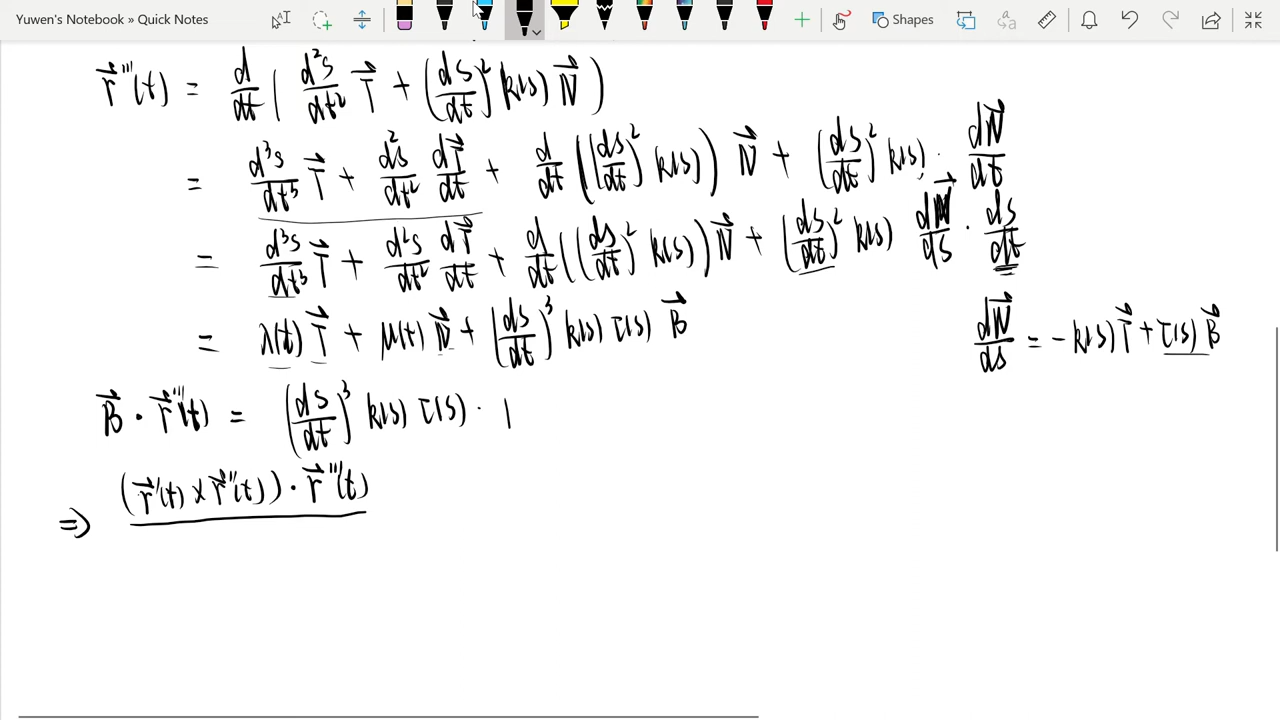 Yuwen's Notebook » Quick Notes
Shapes
r⃗'''(t) = d/dt ( d²s/dt² T⃗ + (ds/dt)² k(s) N⃗ )
= d³s/dt³ T⃗ + d²s/dt² dT⃗/dt + d/dt ((ds/dt)² k(s)) N⃗ + (ds/dt)² k(s) · dN⃗/dt
= d³s/dt³ T⃗ + d²s/dt² dT⃗/dt + d/dt ((ds/dt)² k(s)) N⃗ + (ds/dt)² k(s) dN⃗/ds · ds/dt
= λ(t) T⃗ + μ(t) N⃗ + (ds/dt)³ k(s) τ(s) B⃗
dN⃗/ds = -k(s) T⃗ + τ(s) B⃗
B⃗ · r⃗'''(t) = (ds/dt)³ k(s) τ(s) · 1
⇒ (r⃗'(t) × r⃗''(t)) · r⃗'''(t)